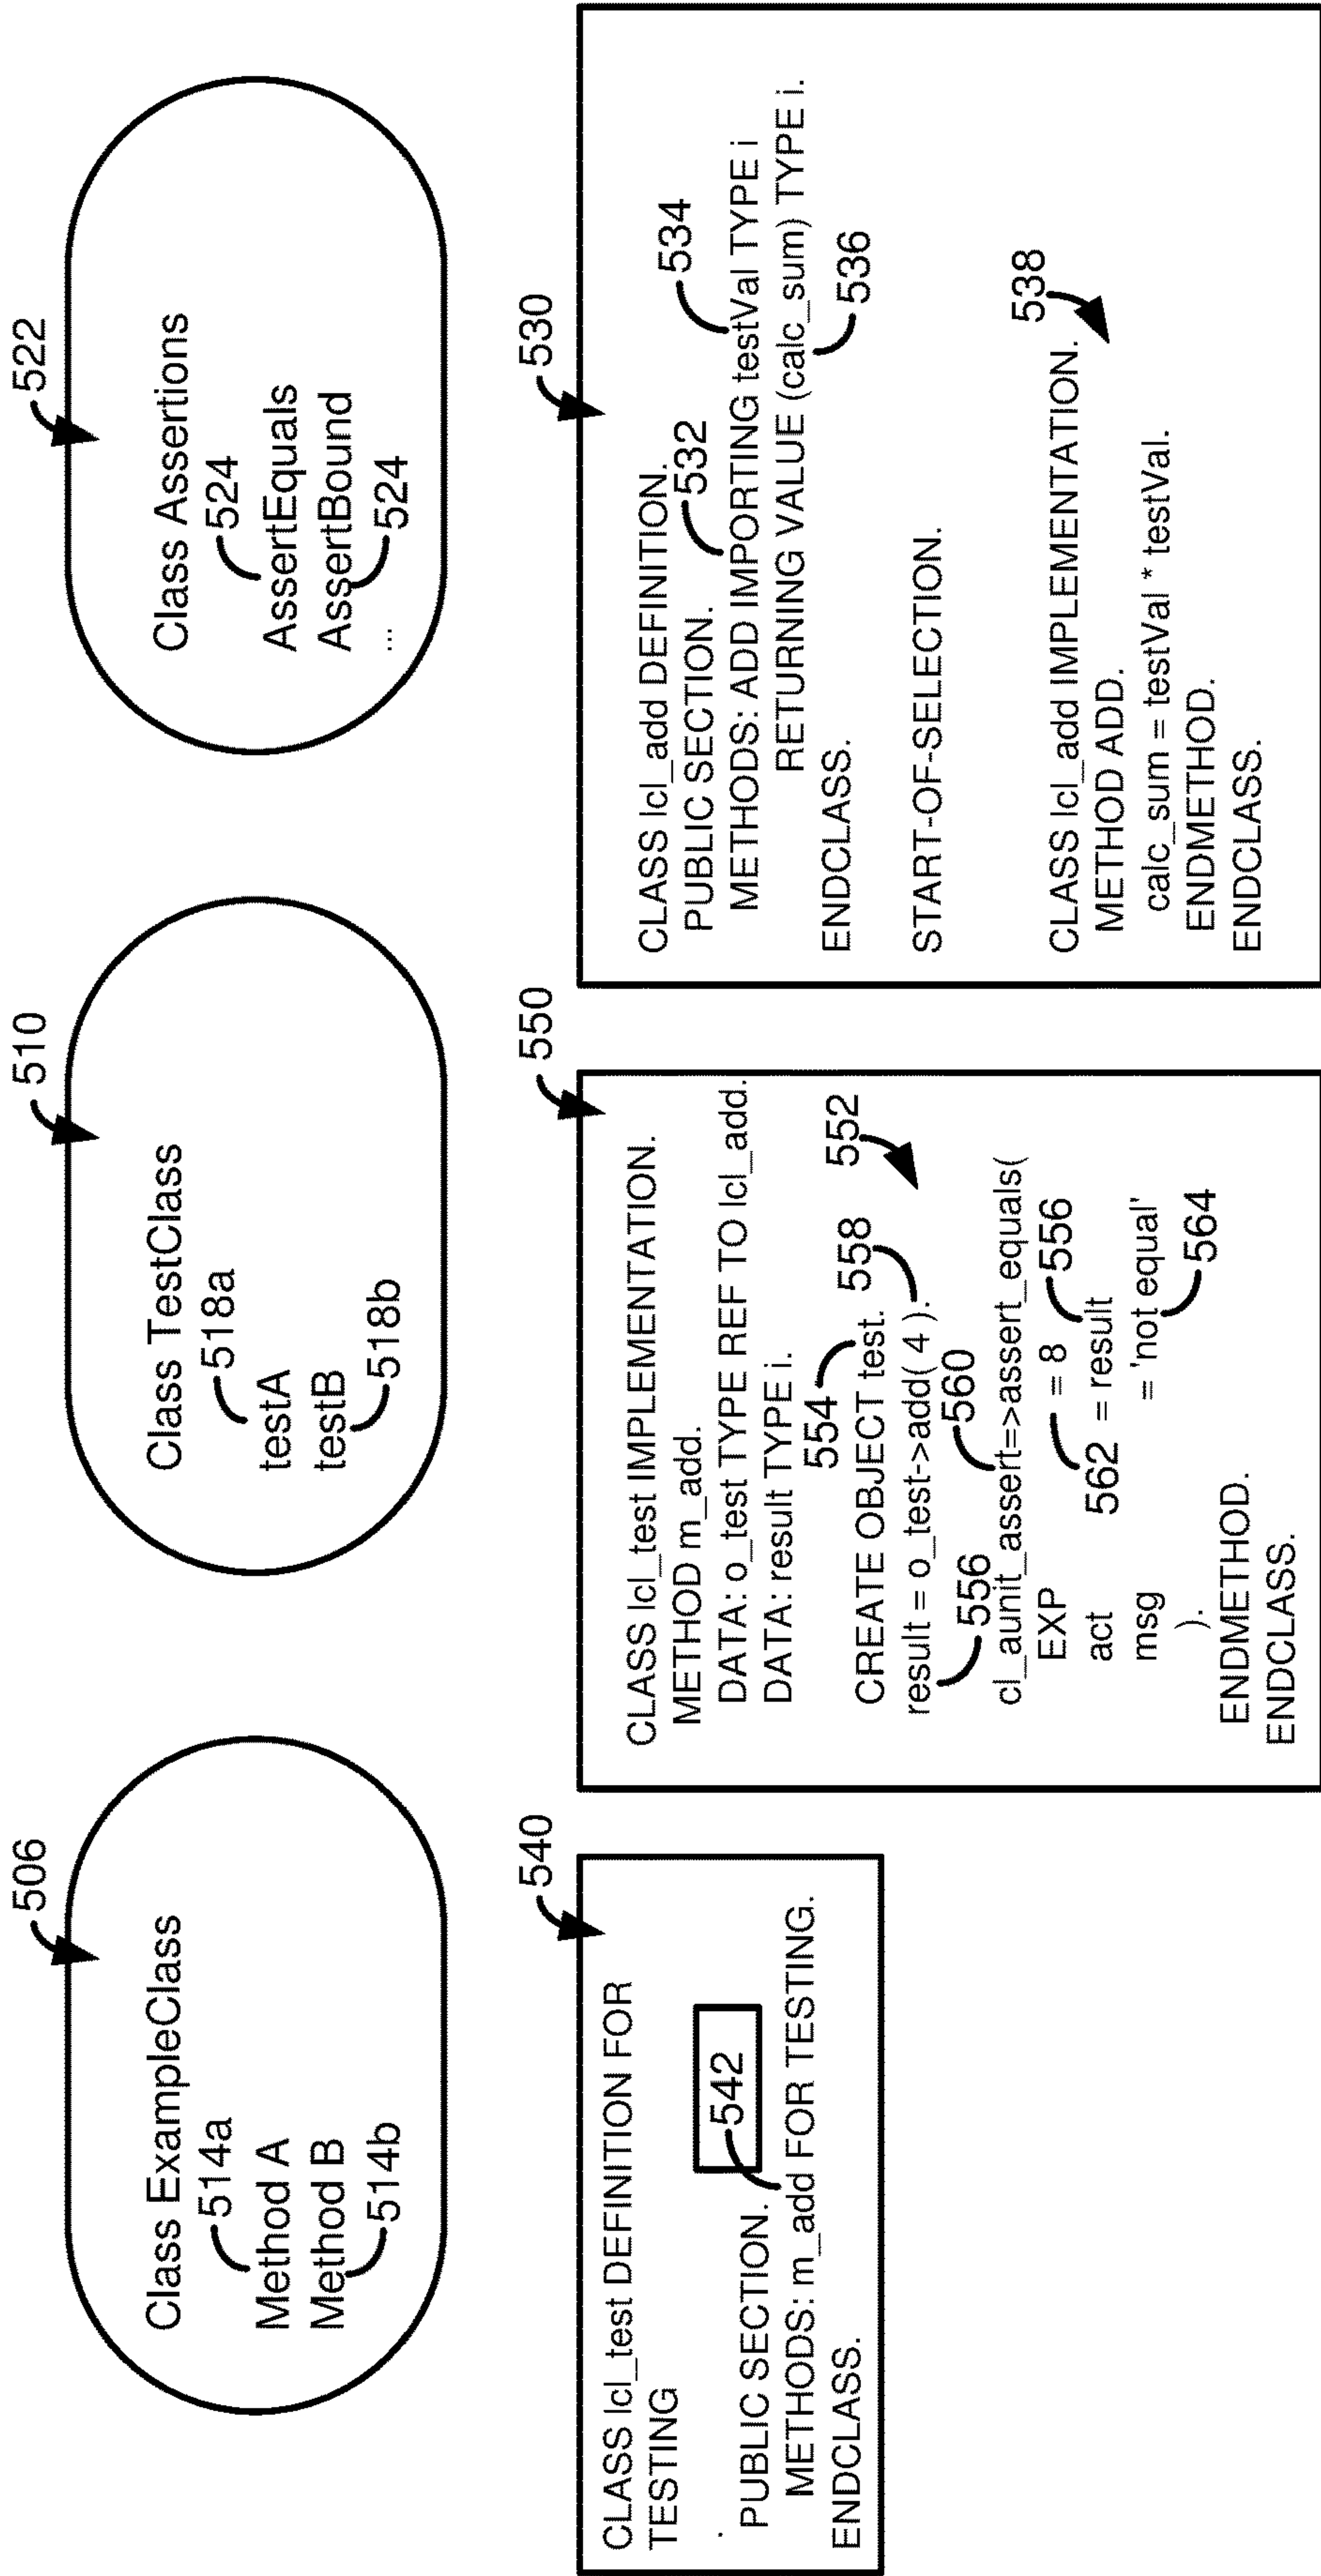 506
Class ExampleClass
514a
Method A
Method B
514b
510
Class TestClass
518a
testA
testB
518b
522
Class Assertions
524
AssertEquals
AssertBound
524
...
540
CLASS lcl_test DEFINITION FOR
TESTING
542
.
PUBLIC SECTION.
METHODS: m_add FOR TESTING.
ENDCLASS.
550
CLASS lcl_test IMPLEMENTATION.
METHOD m_add.
DATA: o_test TYPE REF TO lcl_add.
DATA: result TYPE i.
554
558
552
CREATE OBJECT test.
result = o_test->add( 4 ).
556
560
cl_aunit_assert=>assert_equals(
EXP = 8
562
556
act = result
msg = 'not equal'
564
).
ENDMETHOD.
ENDCLASS.
530
CLASS lcl_add DEFINITION.
532
534
PUBLIC SECTION.
METHODS: ADD IMPORTING testVal TYPE i
RETURNING VALUE (calc_sum) TYPE i.
536
ENDCLASS.
START-OF-SELECTION.
538
CLASS lcl_add IMPLEMENTATION.
METHOD ADD.
calc_sum = testVal * testVal.
ENDMETHOD.
ENDCLASS.